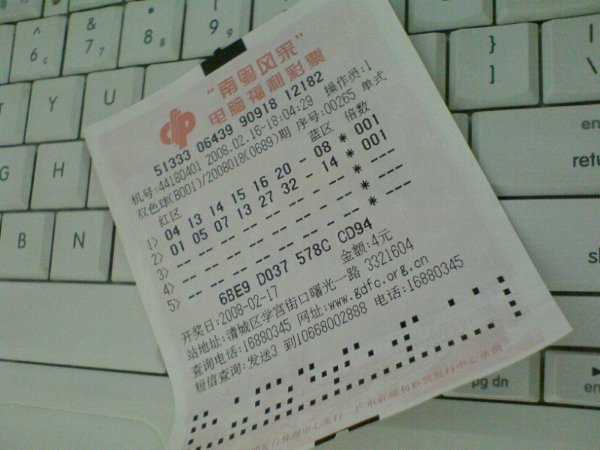 "南粤风采"
电脑福利彩票
51333 06439 90918 12182
机号:44180401 2008.02.16-18:04:29 操作员:1
双色球(B001)/2008018(0689)期 序号:00265 单式
红区 蓝区 倍数
1> 04 13 14 15 16 20 - 08 * 001
2> 01 05 07 13 27 32 - 14 * 001
3> -- -- -- -- -- -- - -- * ---
4> -- -- -- -- -- -- - -- * ---
5> -- -- -- -- -- -- - -- * ---
6BE9 D037 578C CD94
开奖日:2008-02-17 金额:4元
站地址:清城区学宫街口曙光一路 3321604
查询电话:16880345 网址:www.gdfc.org.cn
短信查询:发送3 到10668002888 电话:16880345
6
7
8
9
Y
U
I
O
H
J
B
N
}
]
en
retu
pg dn
en